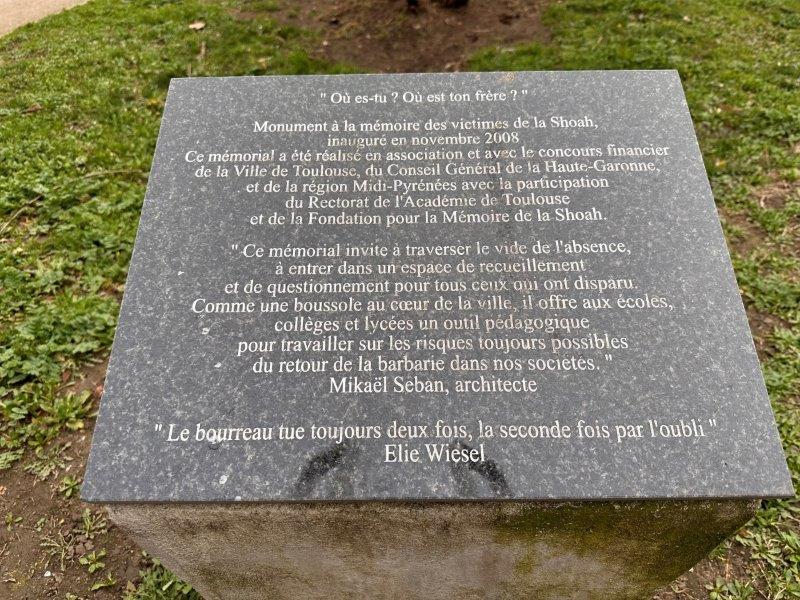 " Où es-tu ? Où est ton frère ? "
Monument à la mémoire des victimes de la Shoah,
inauguré en novembre 2008
Ce mémorial a été réalisé en association et avec le concours financier
de la Ville de Toulouse, du Conseil Général de la Haute-Garonne,
et de la région Midi-Pyrénées avec la participation
du Rectorat de l'Académie de Toulouse
et de la Fondation pour la Mémoire de la Shoah.
" Ce mémorial invite à traverser le vide de l'absence,
à entrer dans un espace de recueillement
et de questionnement pour tous ceux qui ont disparu.
Comme une boussole au cœur de la ville, il offre aux écoles,
collèges et lycées un outil pédagogique
pour travailler sur les risques toujours possibles
du retour de la barbarie dans nos sociétés. "
Mikaël Seban, architecte
" Le bourreau tue toujours deux fois, la seconde fois par l'oubli "
Elie Wiesel